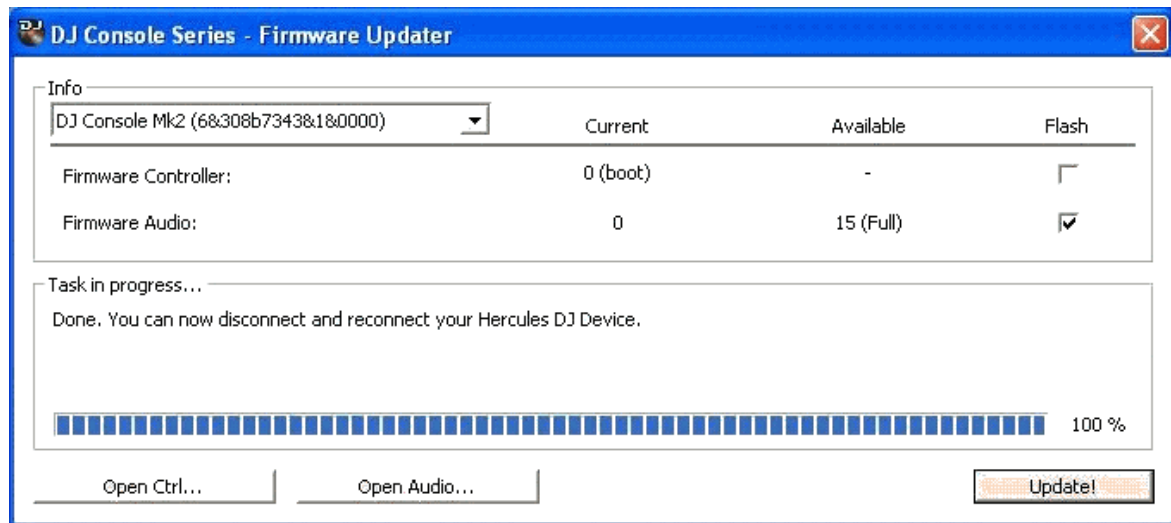 DJ Console Series - Firmware Updater
Info
DJ Console Mk2 (6&308b7343&1&0000) Current Available Flash
Firmware Controller: 0 (boot) -
Firmware Audio: 0 15 (Full)
Task in progress...
Done. You can now disconnect and reconnect your Hercules DJ Device.
100 %
Open Ctrl... Open Audio... Update!